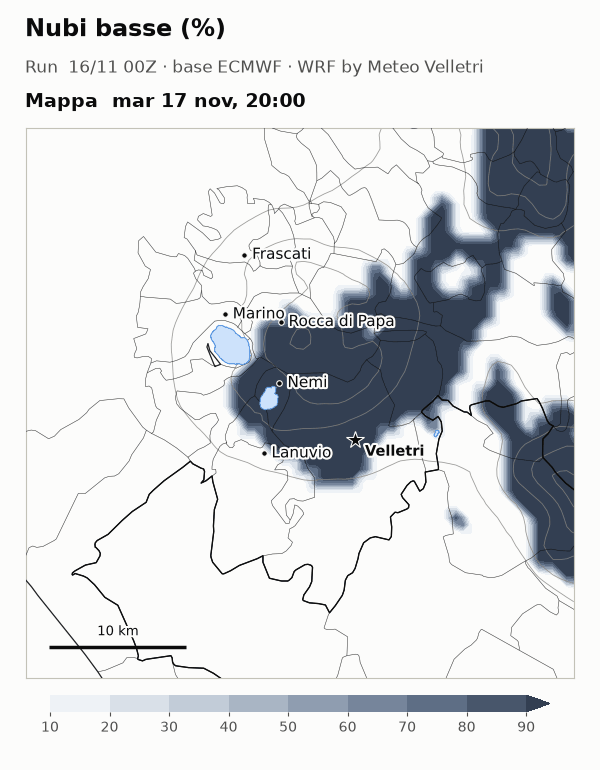 Nubi basse (%)
Run  16/11 00Z · base ECMWF · WRF by Meteo Velletri
Mappa  mar 17 nov, 20:00
Frascati
Marino
Rocca di Papa
Nemi
Velletri
Lanuvio
10 km
10 20 30 40 50 60 70 80 90